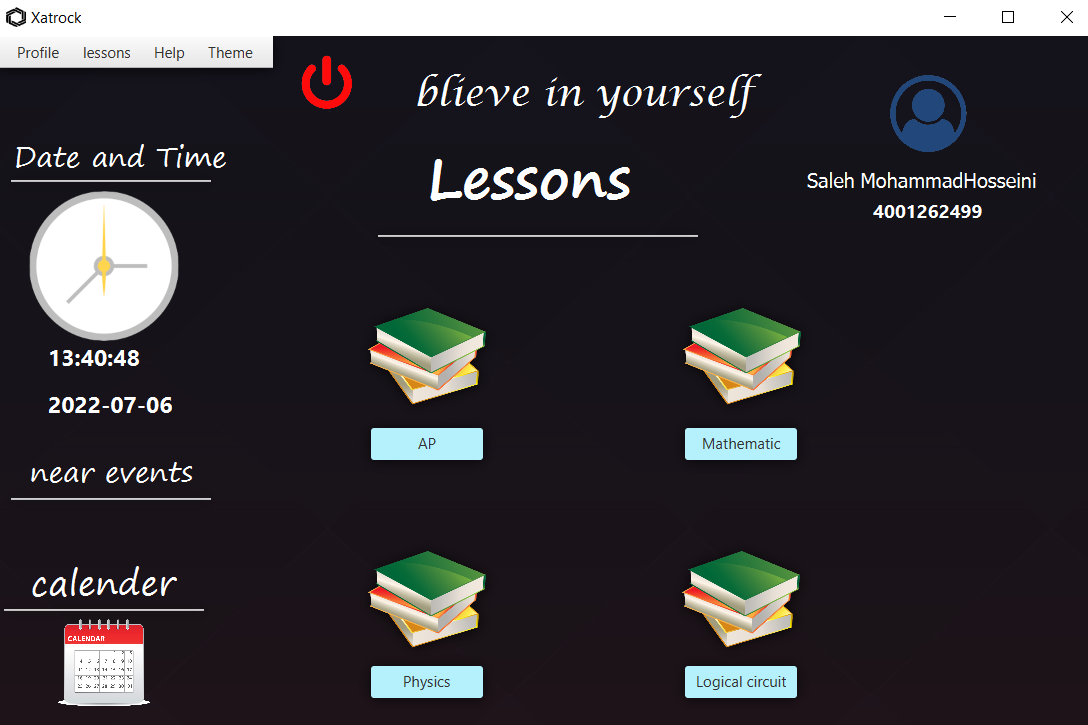 Xatrock
Profile lessons Help Theme
blieve in yourself
Lessons
Saleh MohammadHosseini
4001262499
Date and Time
13:40:48
2022-07-06
near events
calender
CALENDAR
AP
Mathematic
Physics
Logical circuit